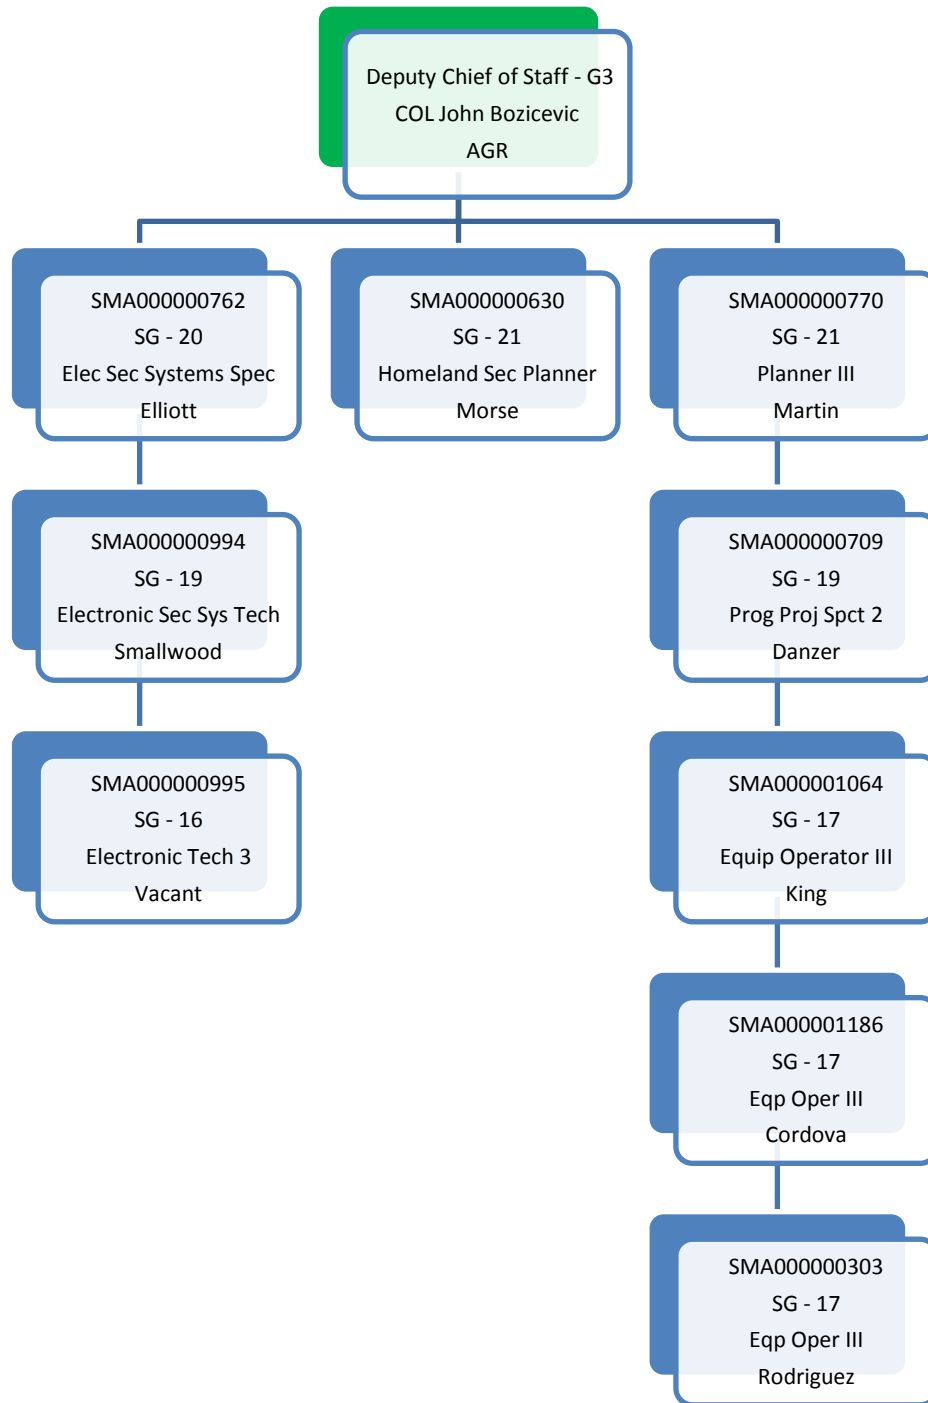 Deputy Chief of Staff - G3
COL John Bozicevic
AGR
SMA000000762
SG - 20
Elec Sec Systems Spec
Elliott
SMA000000630
SG - 21
Homeland Sec Planner
Morse
SMA000000770
SG - 21
Planner III
Martin
SMA000000994
SG - 19
Electronic Sec Sys Tech
Smallwood
SMA000000709
SG - 19
Prog Proj Spct 2
Danzer
SMA000000995
SG - 16
Electronic Tech 3
Vacant
SMA000001064
SG - 17
Equip Operator III
King
SMA000001186
SG - 17
Eqp Oper III
Cordova
SMA000000303
SG - 17
Eqp Oper III
Rodriguez